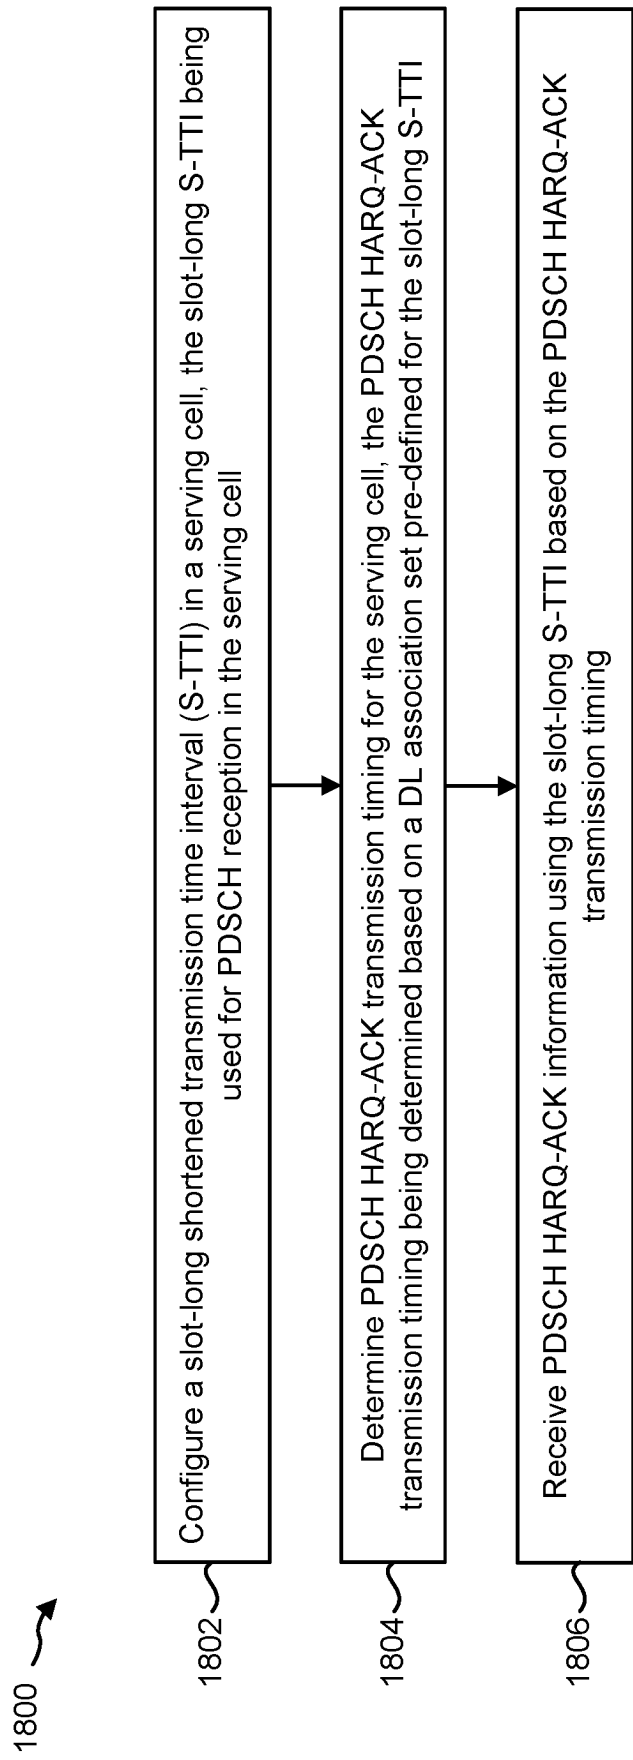 1800
1802
Configure a slot-long shortened transmission time interval (S-TTI) in a serving cell, the slot-long S-TTI being
used for PDSCH reception in the serving cell
1804
Determine PDSCH HARQ-ACK transmission timing for the serving cell, the PDSCH HARQ-ACK
transmission timing being determined based on a DL association set pre-defined for the slot-long S-TTI
1806
Receive PDSCH HARQ-ACK information using the slot-long S-TTI based on the PDSCH HARQ-ACK
transmission timing